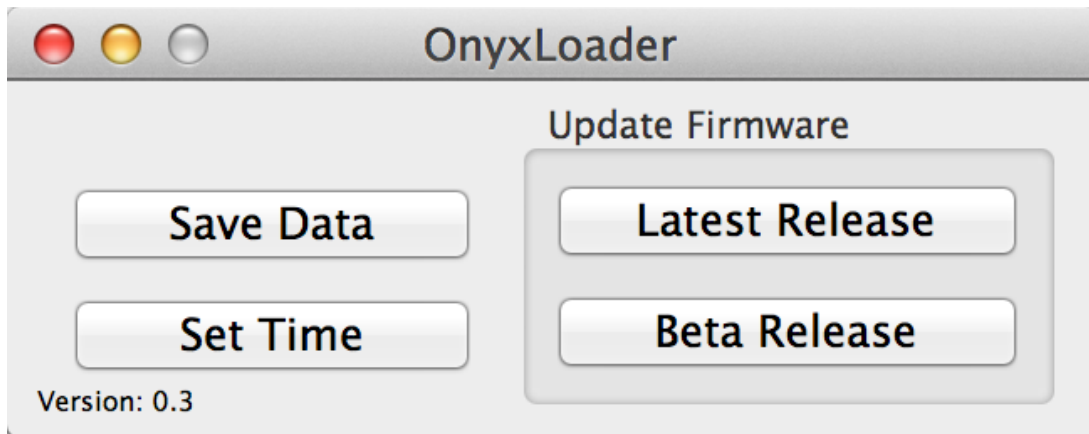 OnyxLoader
Update Firmware
Save Data
Latest Release
Set Time
Beta Release
Version: 0.3